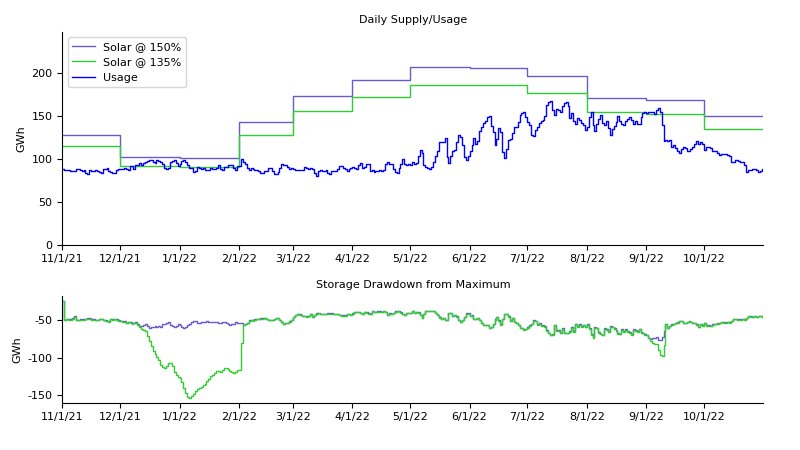 Daily Supply/Usage
Solar @ 150%
Solar @ 135%
Usage
GWh
200
150
100
50
0
11/1/21 12/1/21 1/1/22 2/1/22 3/1/22 4/1/22 5/1/22 6/1/22 7/1/22 8/1/22 9/1/22 10/1/22
Storage Drawdown from Maximum
GWh
-50
-100
-150
11/1/21 12/1/21 1/1/22 2/1/22 3/1/22 4/1/22 5/1/22 6/1/22 7/1/22 8/1/22 9/1/22 10/1/22